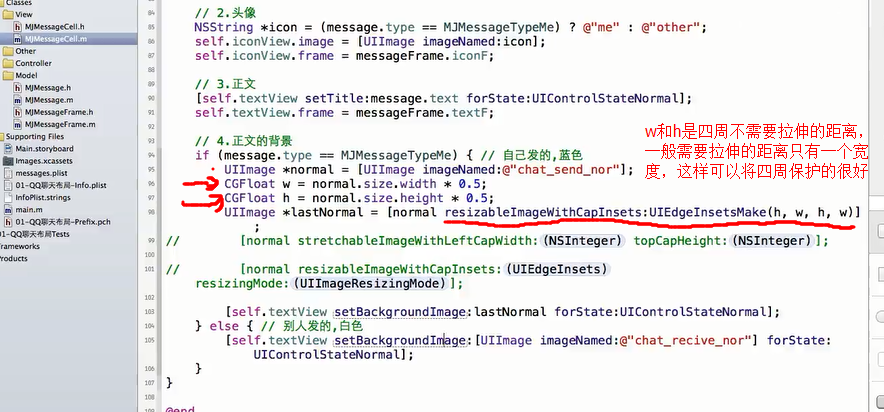 Classes
View
MJMessageCell.h
MJMessageCell.m
Other
Controller
Model
MJMessage.h
MJMessage.m
MJMessageFrame.h
MJMessageFrame.m
Supporting Files
Main.storyboard
Images.xcassets
messages.plist
01-QQ聊天布局-Info.plist
InfoPlist.strings
main.m
01-QQ聊天布局-Prefix.pch
01-QQ聊天布局Tests
Frameworks
Products
// 2.头像
NSString *icon = (message.type == MJMessageTypeMe) ? @"me" : @"other";
self.iconView.image = [UIImage imageNamed:icon];
self.iconView.frame = messageFrame.iconF;
// 3.正文
[self.textView setTitle:message.text forState:UIControlStateNormal];
self.textView.frame = messageFrame.textF;
// 4.正文的背景
if (message.type == MJMessageTypeMe) { // 自己发的,蓝色
UIImage *normal = [UIImage imageNamed:@"chat_send_nor"];
CGFloat w = normal.size.width * 0.5;
CGFloat h = normal.size.height * 0.5;
UIImage *lastNormal = [normal resizableImageWithCapInsets:UIEdgeInsetsMake(h, w, h, w)]
;
// [normal stretchableImageWithLeftCapWidth:(NSInteger) topCapHeight:(NSInteger)];
// [normal resizableImageWithCapInsets:(UIEdgeInsets)
resizingMode:(UIImageResizingMode)];
[self.textView setBackgroundImage:lastNormal forState:UIControlStateNormal];
} else { // 别人发的,白色
[self.textView setBackgroundImage:[UIImage imageNamed:@"chat_recive_nor"] forState:
UIControlStateNormal];
}
}
@end
w和h是四周不需要拉伸的距离，
一般需要拉伸的距离只有一个宽
度，这样可以将四周保护的很好